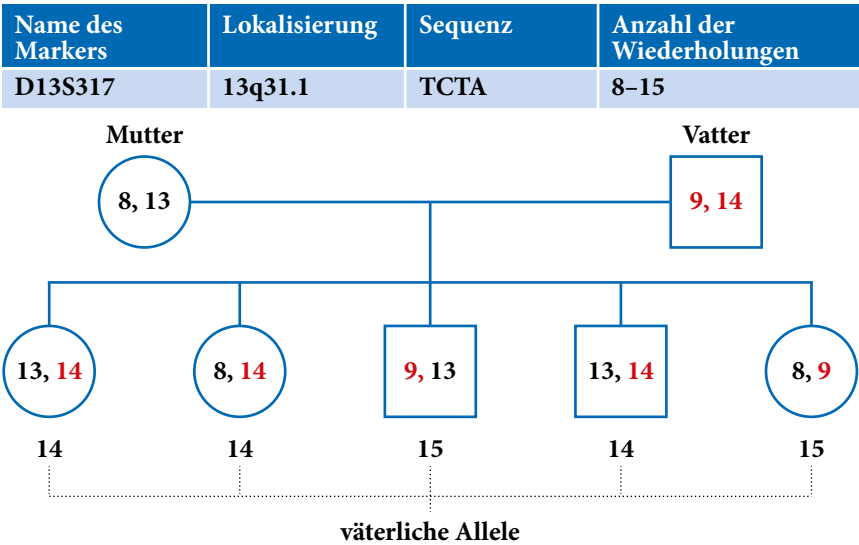 Name des Markers
Lokalisierung
Sequenz
Anzahl der Wiederholungen
D13S317
13q31.1
TCTA
8–15
Mutter
Vatter
8, 13
9, 14
13, 14
8, 14
9, 13
13, 14
8, 9
14
14
15
14
15
väterliche Allele